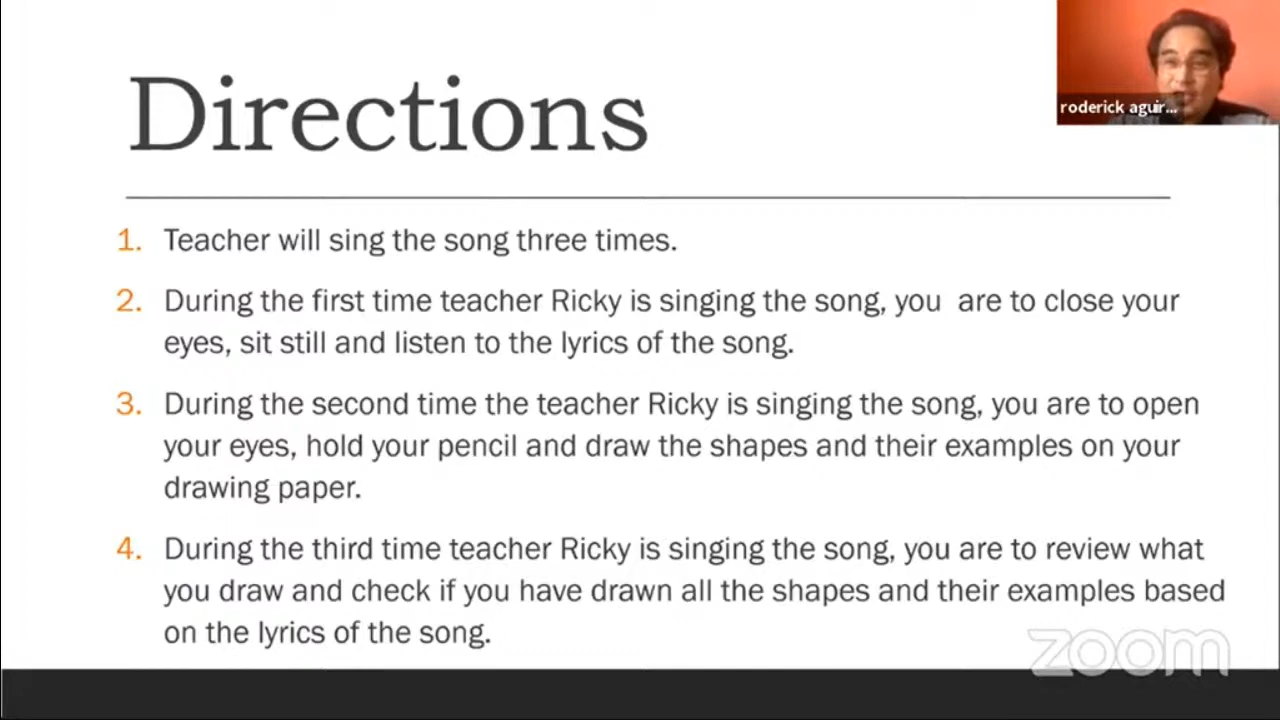 Directions
roderick aguir...
1. Teacher will sing the song three times.
2. During the first time teacher Ricky is singing the song, you  are to close your
eyes, sit still and listen to the lyrics of the song.
3. During the second time the teacher Ricky is singing the song, you are to open
your eyes, hold your pencil and draw the shapes and their examples on your
drawing paper.
4. During the third time teacher Ricky is singing the song, you are to review what
you draw and check if you have drawn all the shapes and their examples based
on the lyrics of the song.
zoom